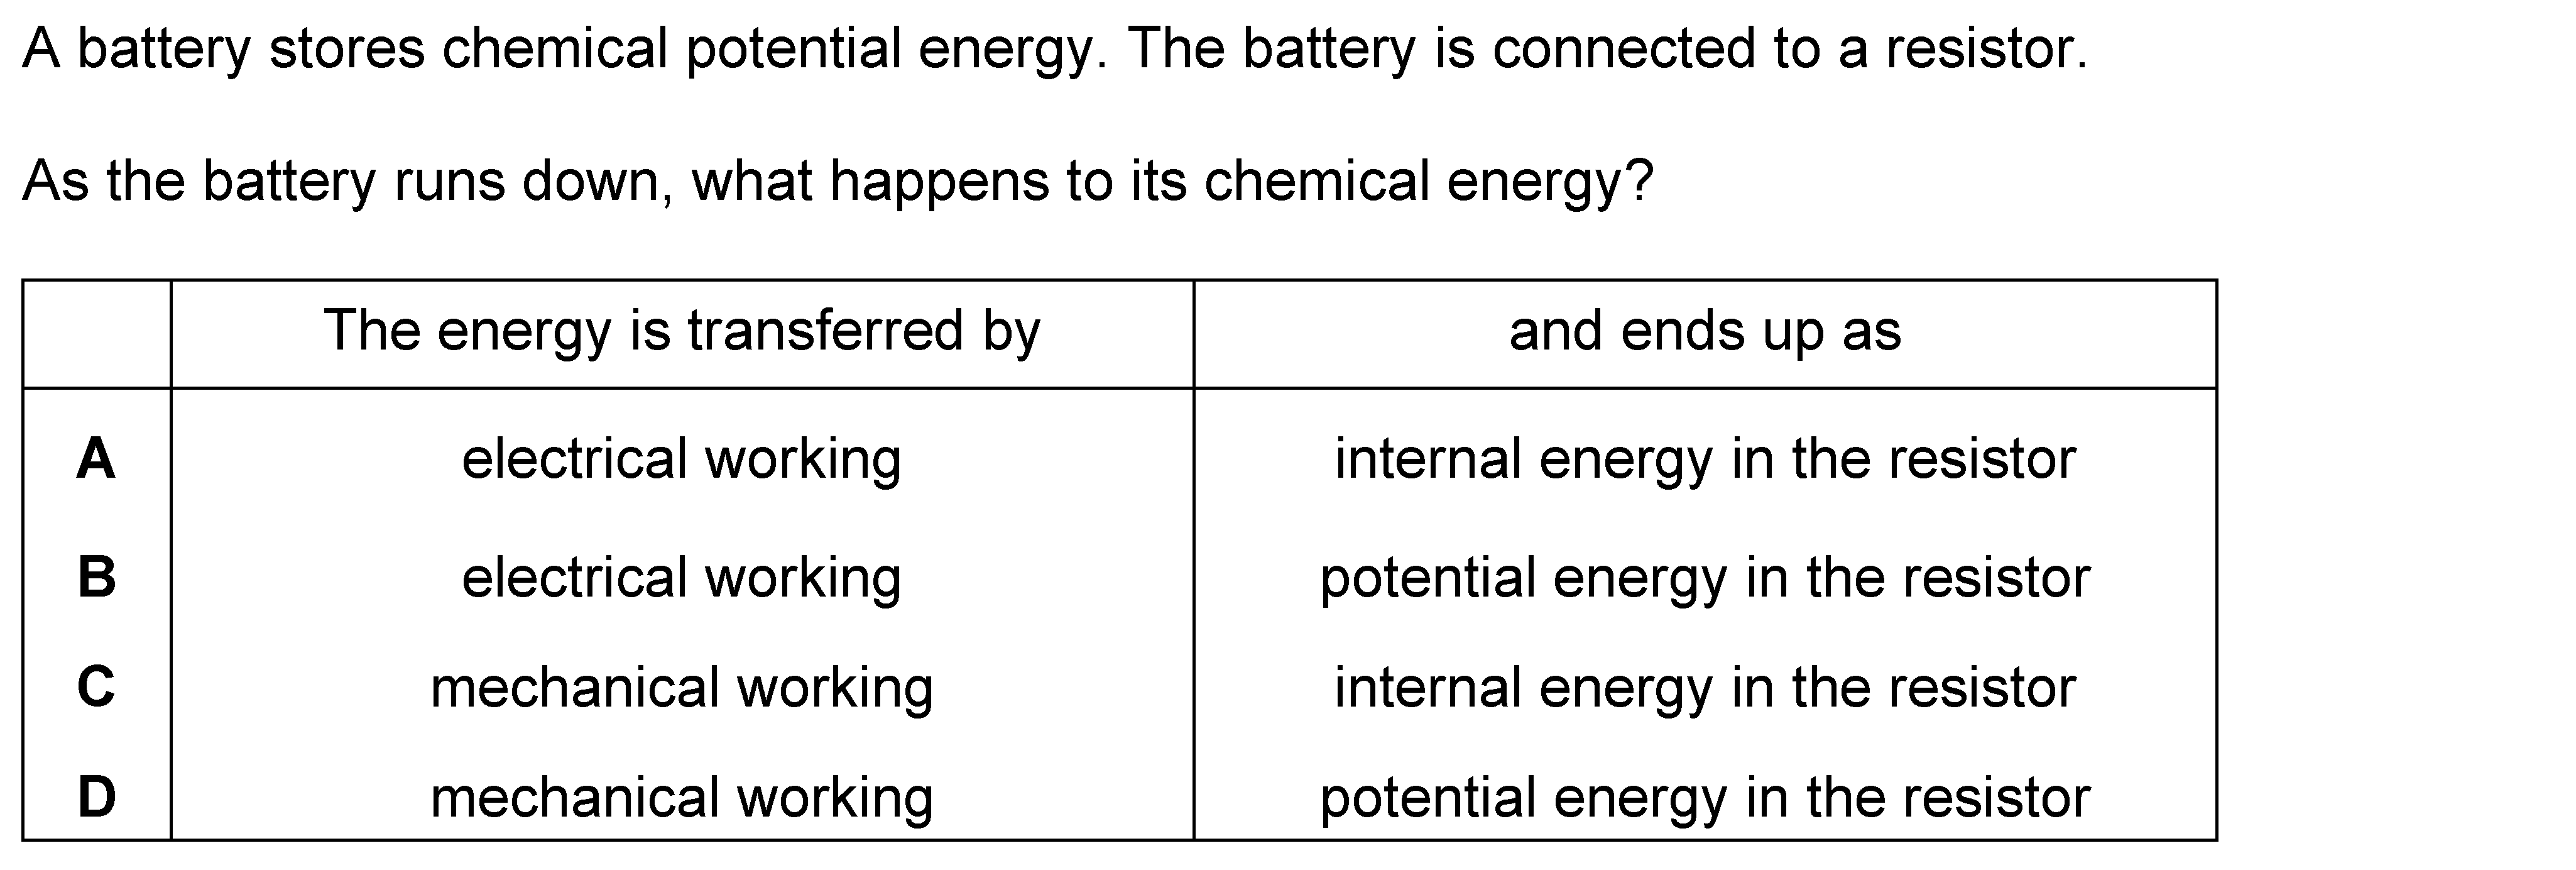 A battery stores chemical potential energy. The battery is connected to a resistor.
As the battery runs down, what happens to its chemical energy?
The energy is transferred by and ends up as
A electrical working internal energy in the resistor
B electrical working potential energy in the resistor
C mechanical working internal energy in the resistor
D mechanical working potential energy in the resistor